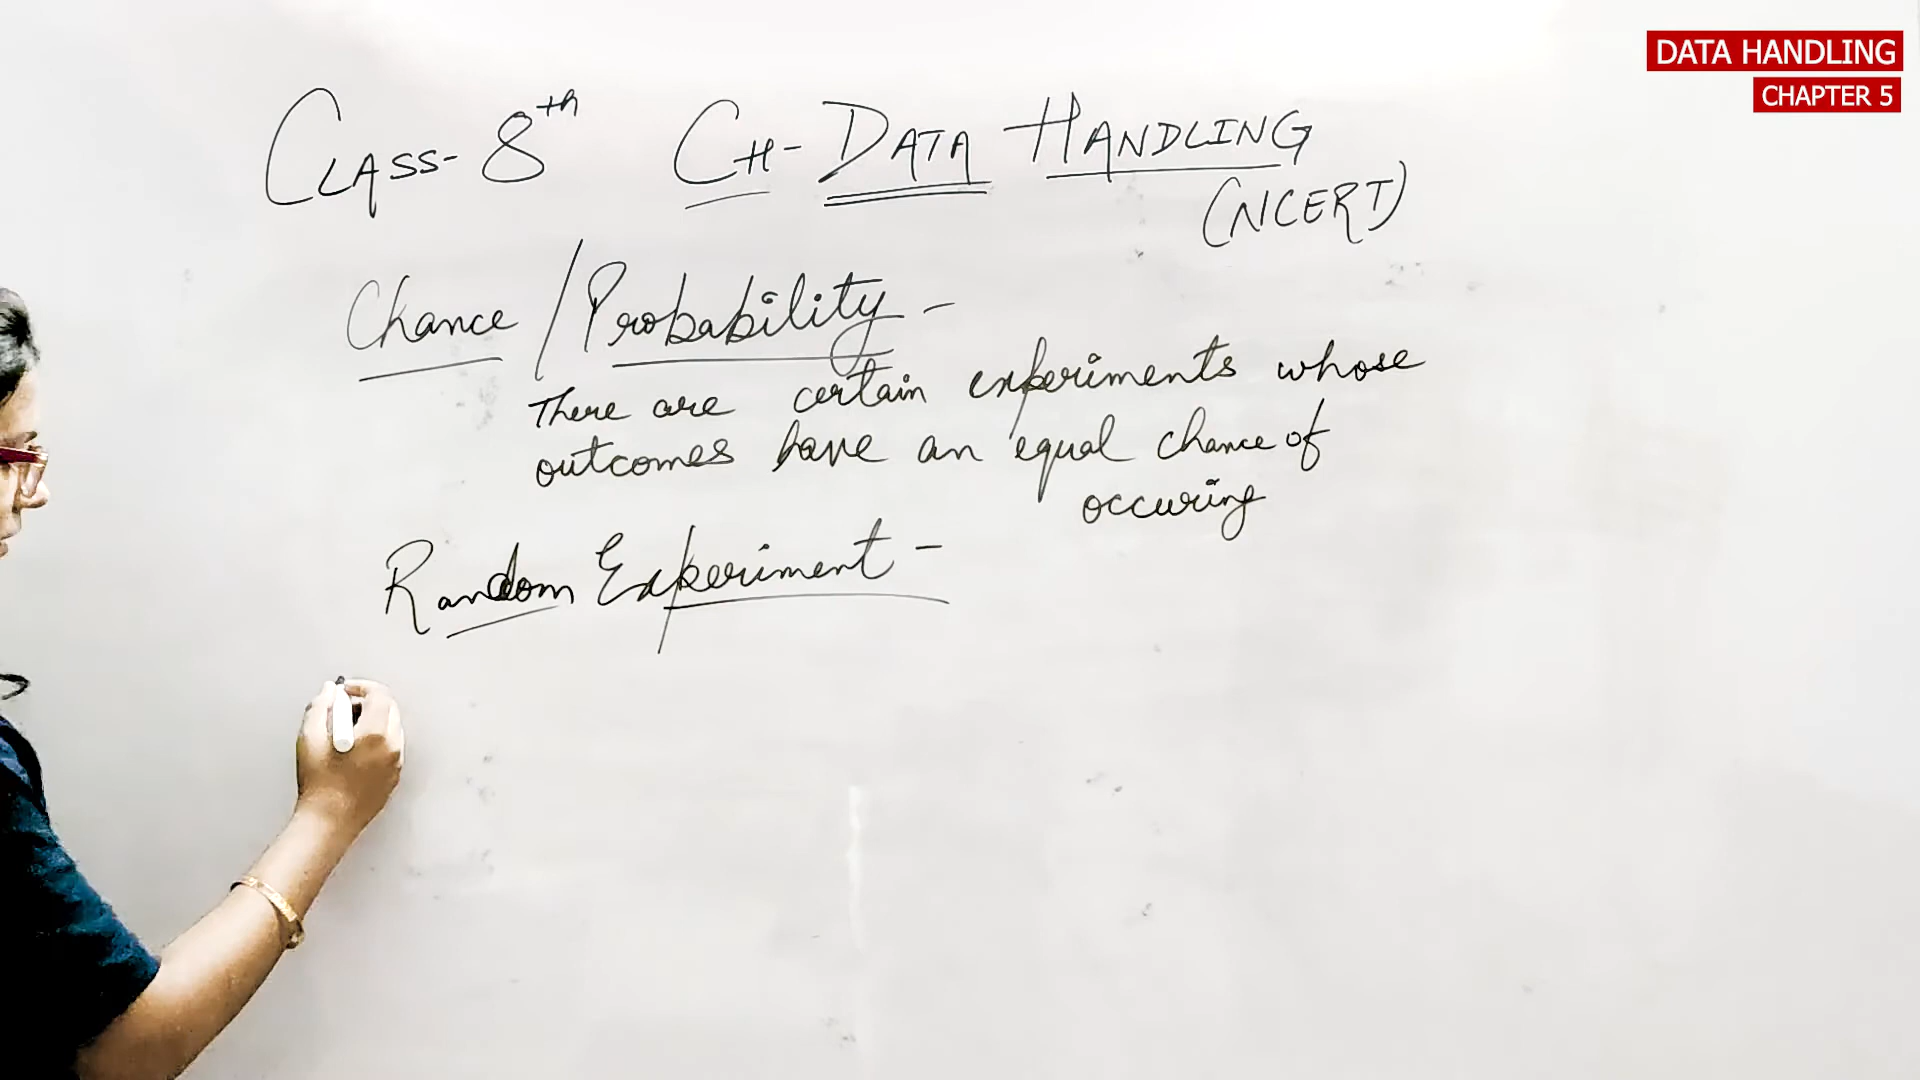 DATA HANDLING
CHAPTER 5
CLASS-8th CH-DATA HANDLING
(NCERT)
Chance / Probability -
There are certain experiments whose
outcomes have an equal chance of
occuring
Random Experiment -